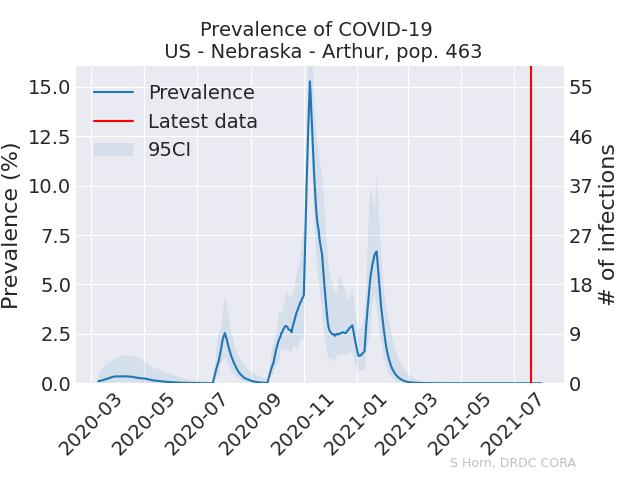 Prevalence of COVID-19
US - Nebraska - Arthur, pop. 463
Prevalence
Latest data
95CI
Prevalence (%)
15.0
12.5
10.0
7.5
5.0
2.5
0.0
55
46
37
27
18
9
0
# of infections
2020-03
2020-05
2020-07
2020-09
2020-11
2021-01
2021-03
2021-05
2021-07
S Horn, DRDC CORA